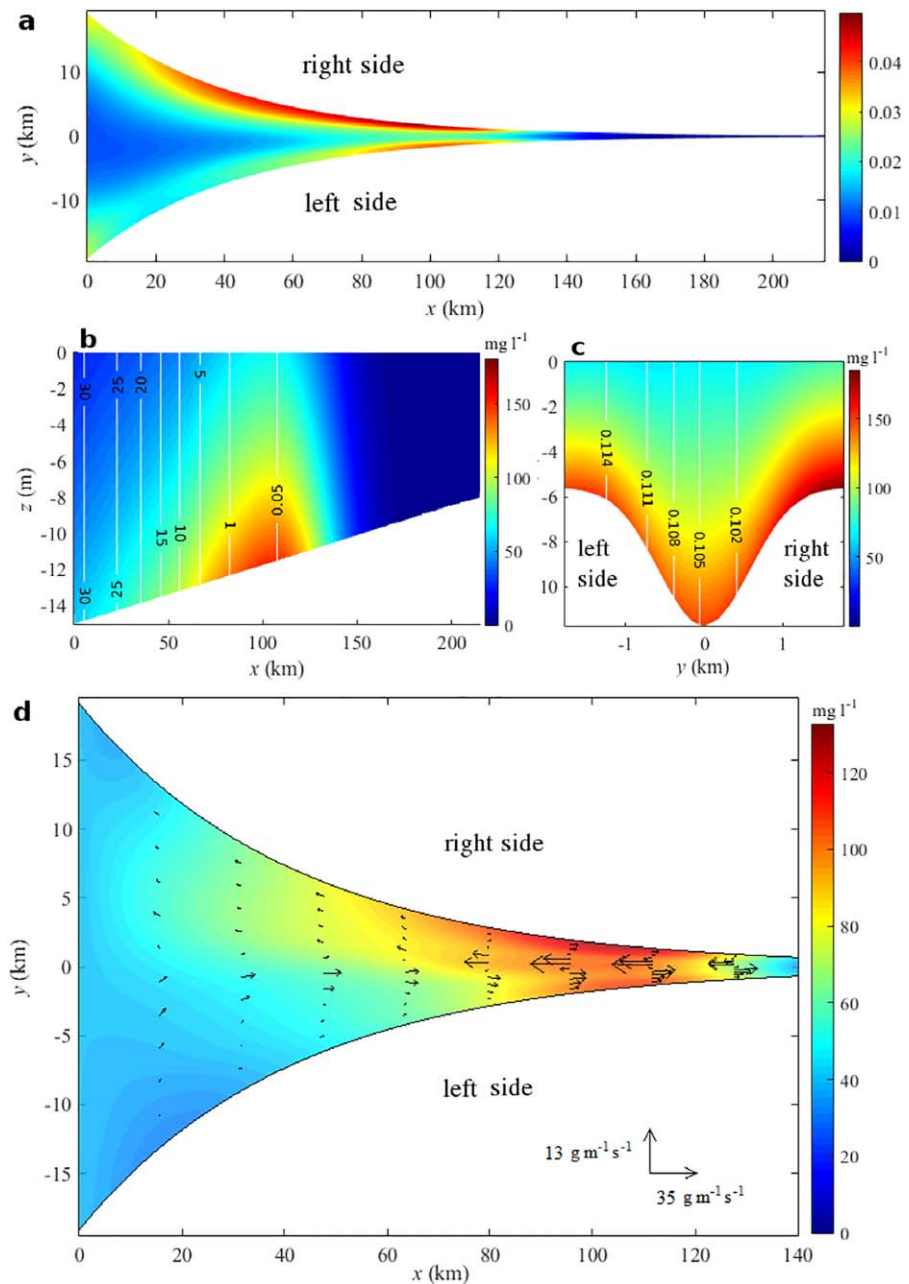 a
right side
left side
10
0
-10
y (km)
0 20 40 60 80 100 120 140 160 180 200
x (km)
0.04
0.03
0.02
0.01
0
b
mg l⁻¹
0
-2
-4
-6
-8
-10
-12
-14
z (m)
30 25 20 5
30 25 15 10 1 0.05
0 50 100 150 200
x (km)
150
100
50
0
c
mg l⁻¹
0
-2
-4
-6
8
10
0.114
0.111
0.108
0.105
0.102
left
side
right
side
-1 0 1
y (km)
150
100
50
d
mg l⁻¹
15
10
5
0
-5
-10
-15
y (km)
right side
left side
13 g m⁻¹ s⁻¹
35 g m⁻¹ s⁻¹
0 20 40 60 80 100 120 140
x (km)
120
100
80
60
40
20
0